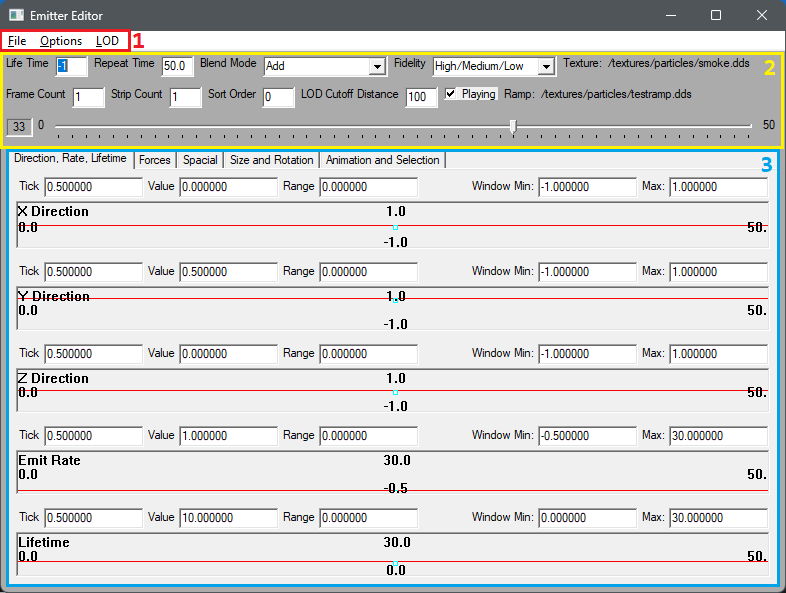 Emitter Editor
File Options LOD 1
Life Time -1 Repeat Time 50.0 Blend Mode Add Fidelity High/Medium/Low Texture: /textures/particles/smoke.dds 2
Frame Count 1 Strip Count 1 Sort Order 0 LOD Cutoff Distance 100 Playing Ramp: /textures/particles/testramp.dds
33 0 50
Direction, Rate, Lifetime Forces Spacial Size and Rotation Animation and Selection 3
Tick 0.500000 Value 0.000000 Range 0.000000 Window Min: -1.000000 Max: 1.000000
X Direction 1.0
0.0 50.
-1.0
Tick 0.500000 Value 0.500000 Range 0.000000 Window Min: -1.000000 Max: 1.000000
Y Direction 1.0
0.0 50.
-1.0
Tick 0.500000 Value 0.000000 Range 0.000000 Window Min: -1.000000 Max: 1.000000
Z Direction 1.0
0.0 50.
-1.0
Tick 0.500000 Value 1.000000 Range 0.000000 Window Min: -0.500000 Max: 30.000000
Emit Rate 30.0
0.0 50.
-0.5
Tick 0.500000 Value 10.000000 Range 0.000000 Window Min: 0.000000 Max: 30.000000
Lifetime 30.0
0.0 50.
0.0